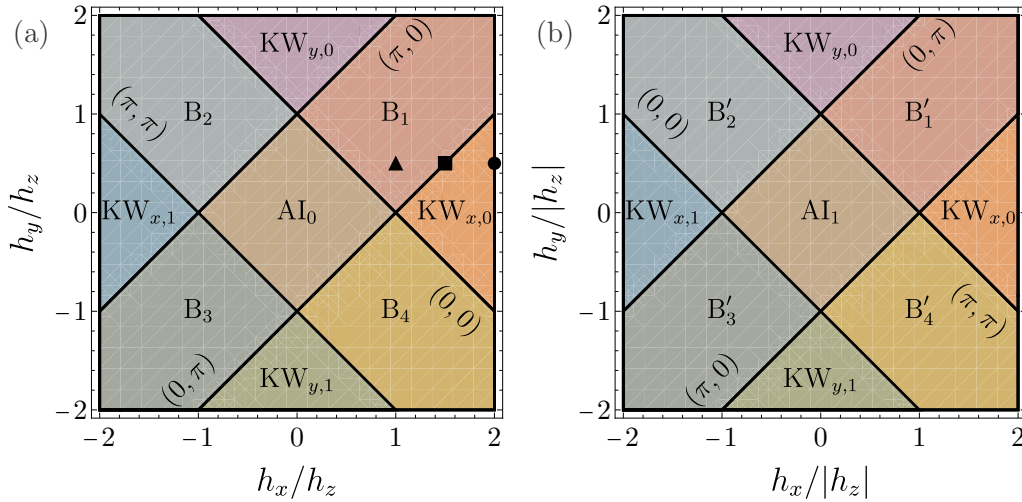 (a)
2
1
0
−1
−2
−2
−1
0
1
2
h_y/h_z
h_x/h_z
KW_{y,0}
(π, 0)
B_2
B_1
(π, π)
KW_{x,1}
AI_0
KW_{x,0}
B_3
B_4
(0, 0)
(0, π)
KW_{y,1}
(b)
2
1
0
−1
−2
−2
−1
0
1
2
h_y/|h_z|
h_x/|h_z|
KW_{y,0}
(0, π)
(0, 0)
B′_2
B′_1
KW_{x,1}
AI_1
KW_{x,0}
B′_3
B′_4
(π, π)
(π, 0)
KW_{y,1}